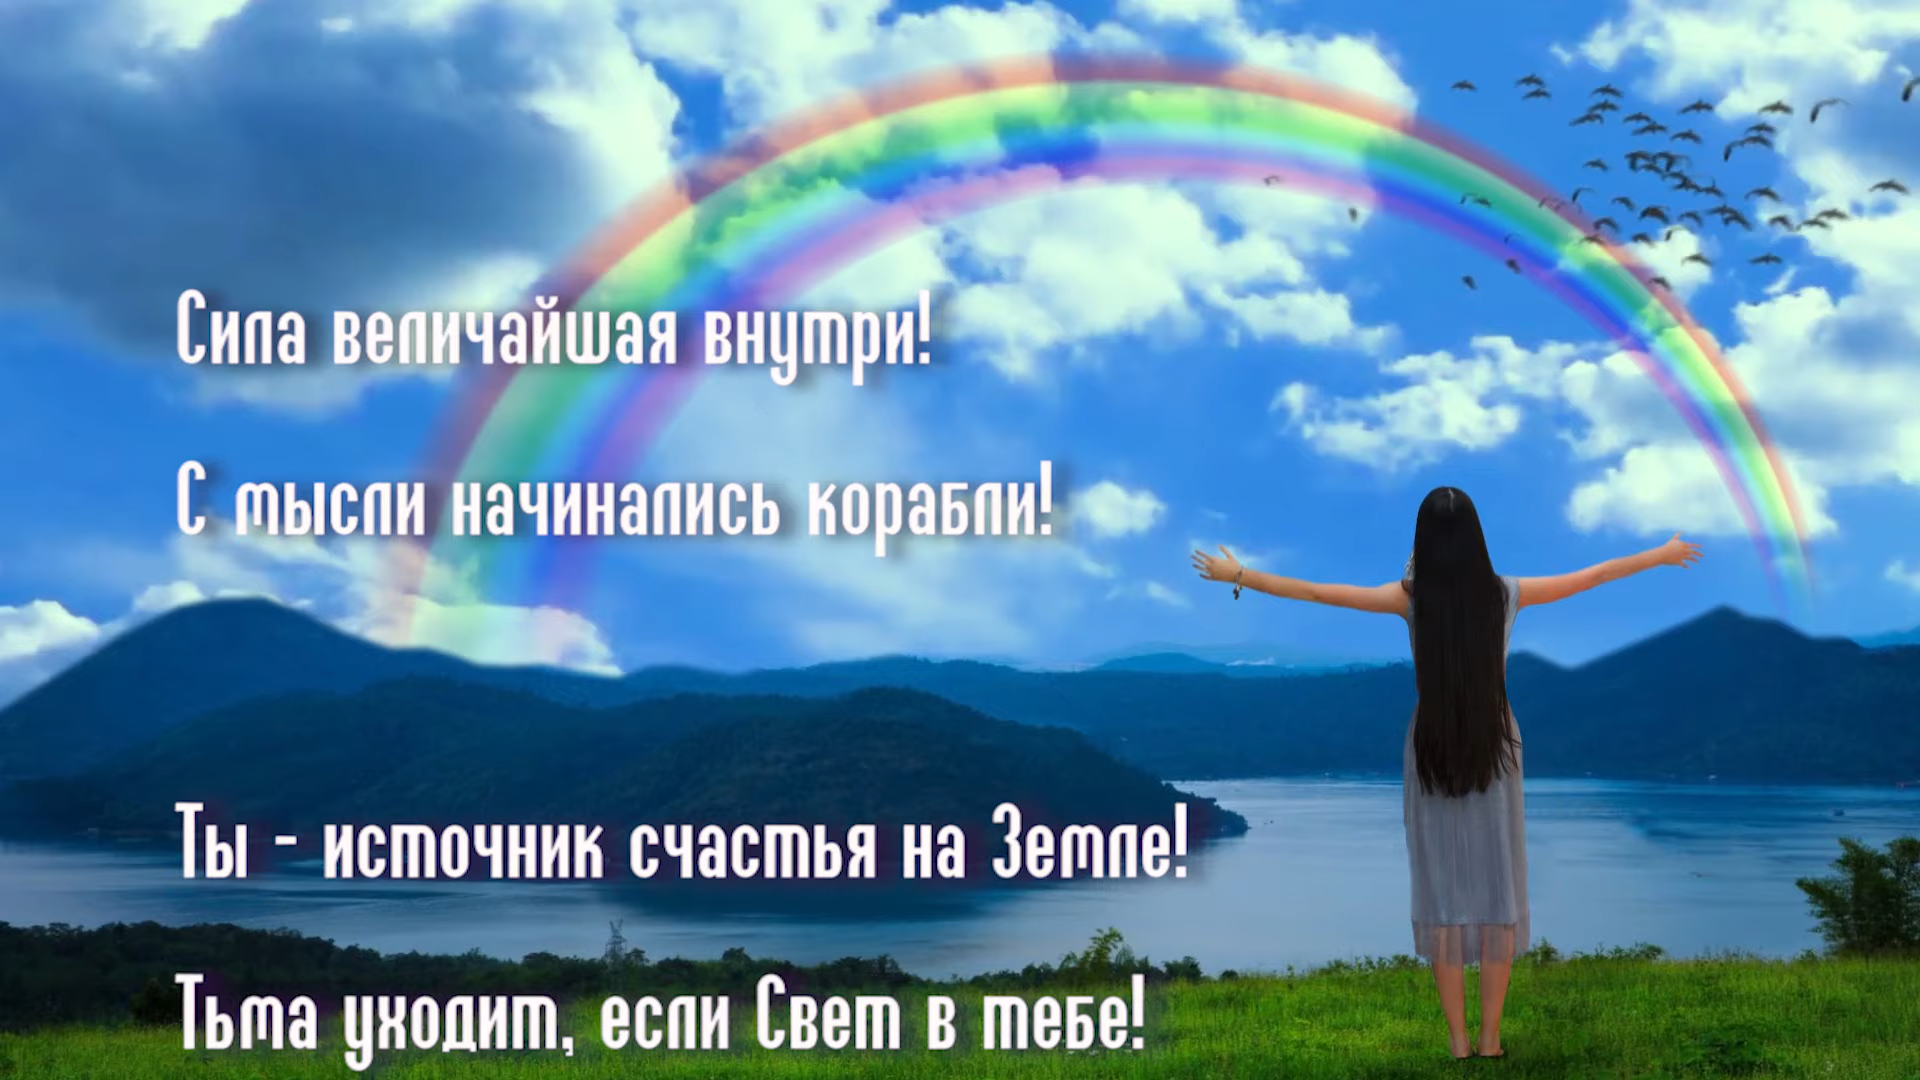 Сила величайшая внутри!
С мысли начинались корабли!
Ты - источник счастья на Земле!
Тьма уходит, если Свет в тебе!